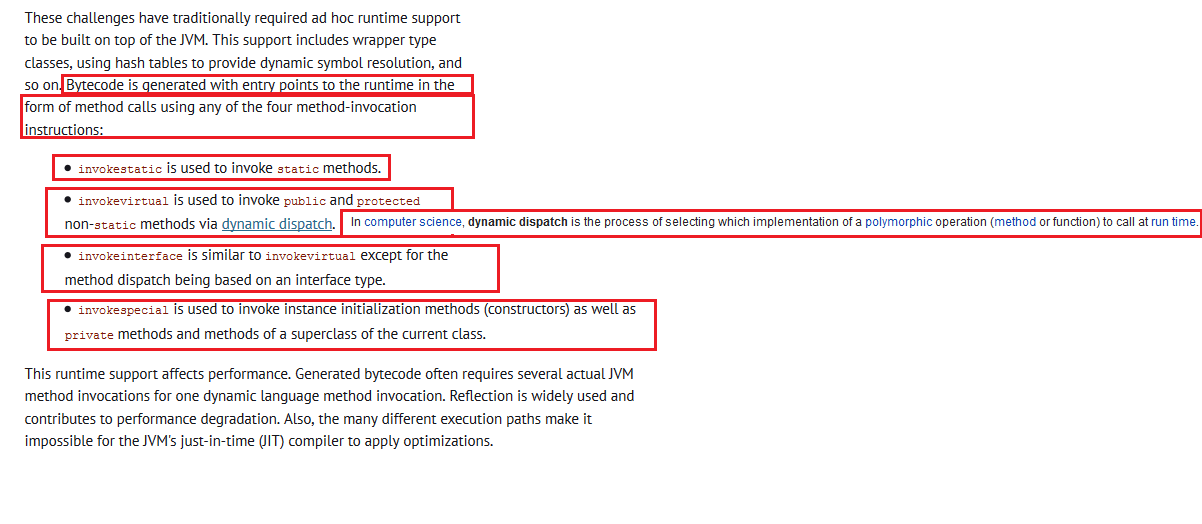 These challenges have traditionally required ad hoc runtime support
to be built on top of the JVM. This support includes wrapper type
classes, using hash tables to provide dynamic symbol resolution, and
so on. Bytecode is generated with entry points to the runtime in the
form of method calls using any of the four method-invocation
instructions:
• invokestatic is used to invoke static methods.
• invokevirtual is used to invoke public and protected
non-static methods via dynamic dispatch.
In computer science, dynamic dispatch is the process of selecting which implementation of a polymorphic operation (method or function) to call at run time.
• invokeinterface is similar to invokevirtual except for the
method dispatch being based on an interface type.
• invokespecial is used to invoke instance initialization methods (constructors) as well as
private methods and methods of a superclass of the current class.
This runtime support affects performance. Generated bytecode often requires several actual JVM
method invocations for one dynamic language method invocation. Reflection is widely used and
contributes to performance degradation. Also, the many different execution paths make it
impossible for the JVM's just-in-time (JIT) compiler to apply optimizations.